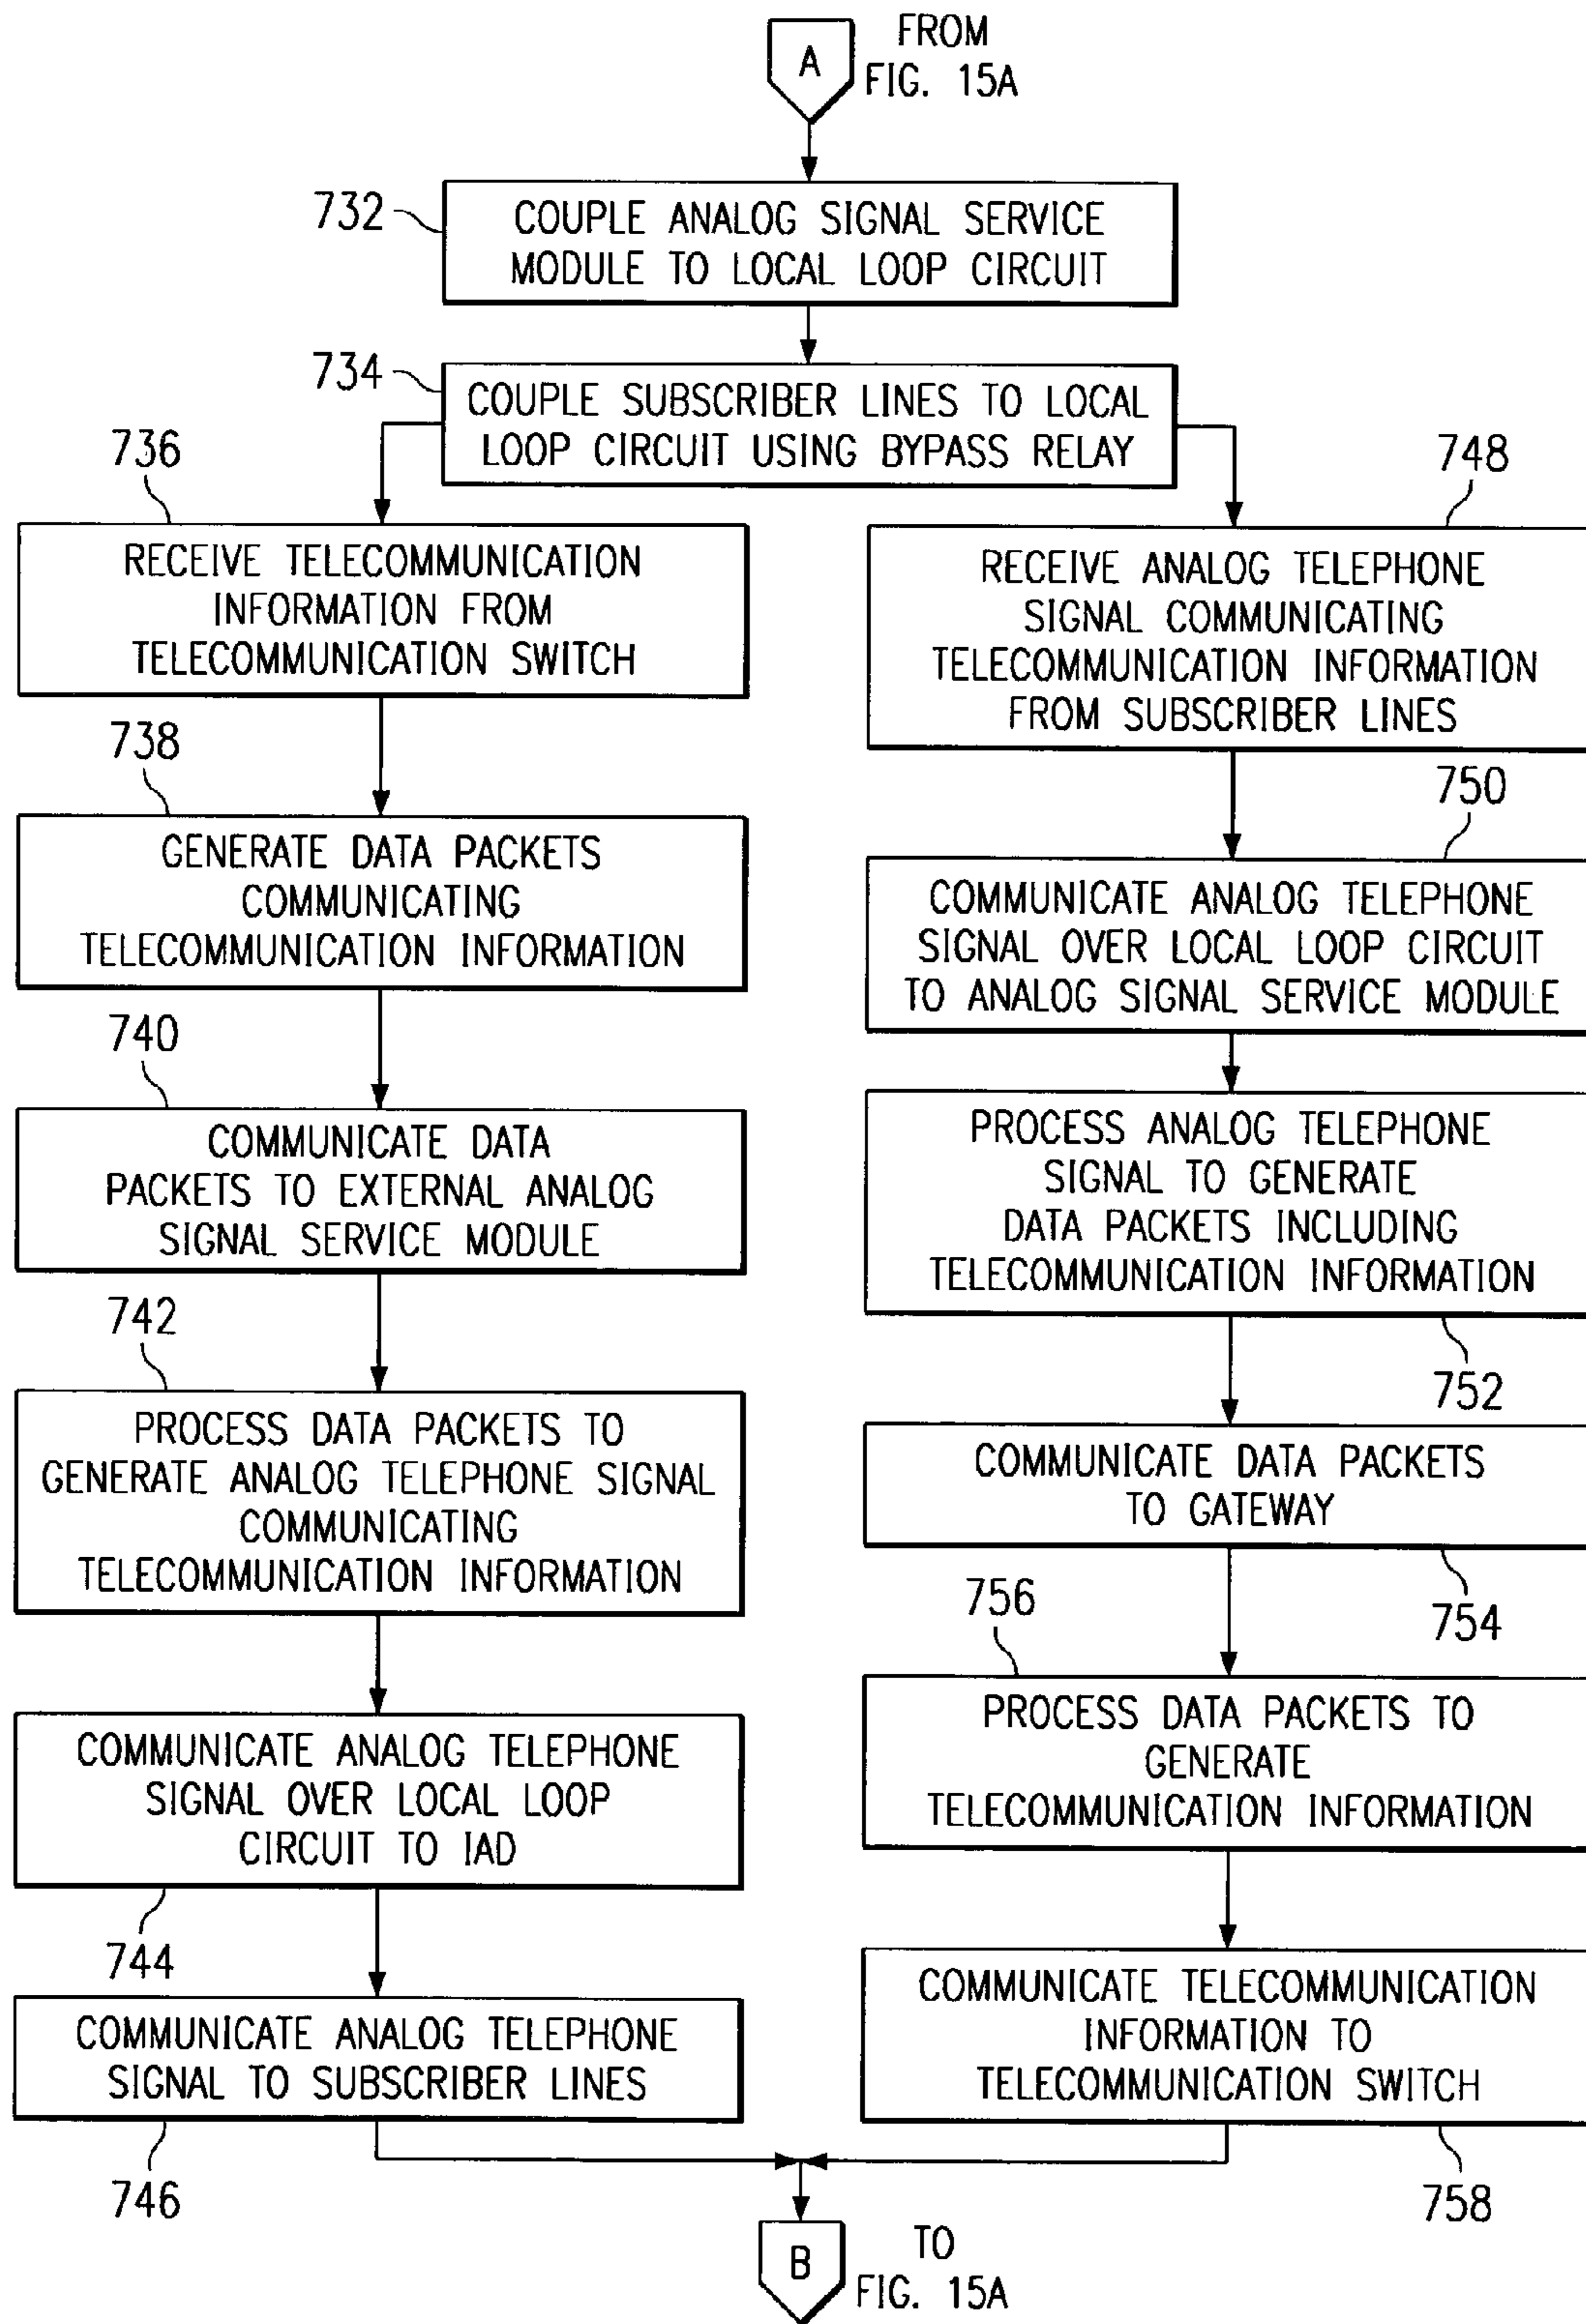 A
FROM
FIG. 15A
732
COUPLE ANALOG SIGNAL SERVICE
MODULE TO LOCAL LOOP CIRCUIT
734
COUPLE SUBSCRIBER LINES TO LOCAL
LOOP CIRCUIT USING BYPASS RELAY
736
RECEIVE TELECOMMUNICATION
INFORMATION FROM
TELECOMMUNICATION SWITCH
738
GENERATE DATA PACKETS
COMMUNICATING
TELECOMMUNICATION INFORMATION
740
COMMUNICATE DATA
PACKETS TO EXTERNAL ANALOG
SIGNAL SERVICE MODULE
742
PROCESS DATA PACKETS TO
GENERATE ANALOG TELEPHONE SIGNAL
COMMUNICATING
TELECOMMUNICATION INFORMATION
COMMUNICATE ANALOG TELEPHONE
SIGNAL OVER LOCAL LOOP
CIRCUIT TO IAD
744
COMMUNICATE ANALOG TELEPHONE
SIGNAL TO SUBSCRIBER LINES
746
748
RECEIVE ANALOG TELEPHONE
SIGNAL COMMUNICATING
TELECOMMUNICATION INFORMATION
FROM SUBSCRIBER LINES
750
COMMUNICATE ANALOG TELEPHONE
SIGNAL OVER LOCAL LOOP CIRCUIT
TO ANALOG SIGNAL SERVICE MODULE
PROCESS ANALOG TELEPHONE
SIGNAL TO GENERATE
DATA PACKETS INCLUDING
TELECOMMUNICATION INFORMATION
752
COMMUNICATE DATA PACKETS
TO GATEWAY
754
756
PROCESS DATA PACKETS TO
GENERATE
TELECOMMUNICATION INFORMATION
COMMUNICATE TELECOMMUNICATION
INFORMATION TO
TELECOMMUNICATION SWITCH
758
B
TO
FIG. 15A